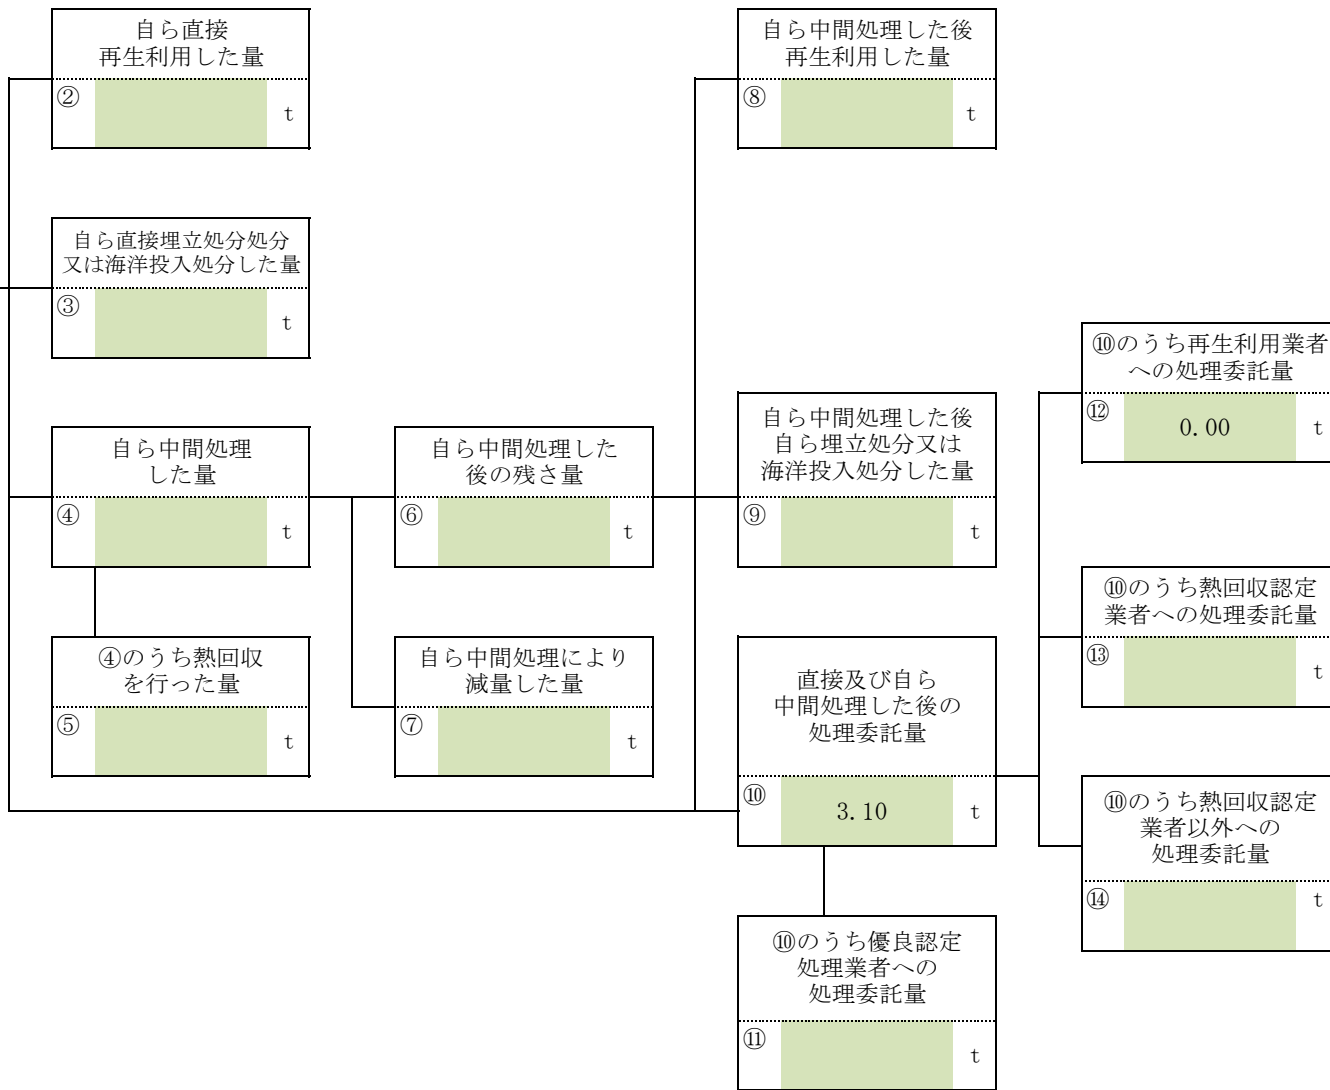 自ら直接
再生利用した量
②
t
自ら直接埋立処分処分
又は海洋投入処分した量
③
t
自ら中間処理
した量
④
t
④のうち熱回収
を行った量
⑤
t
自ら中間処理した
後の残さ量
⑥
t
自ら中間処理により
減量した量
⑦
t
自ら中間処理した後
再生利用した量
⑧
t
自ら中間処理した後
自ら埋立処分又は
海洋投入処分した量
⑨
t
直接及び自ら
中間処理した後の
処理委託量
⑩ 3.10 t
⑩のうち優良認定
処理業者への
処理委託量
⑪
t
⑩のうち再生利用業者
への処理委託量
⑫ 0.00 t
⑩のうち熱回収認定
業者への処理委託量
⑬
t
⑩のうち熱回収認定
業者以外への
処理委託量
⑭
t